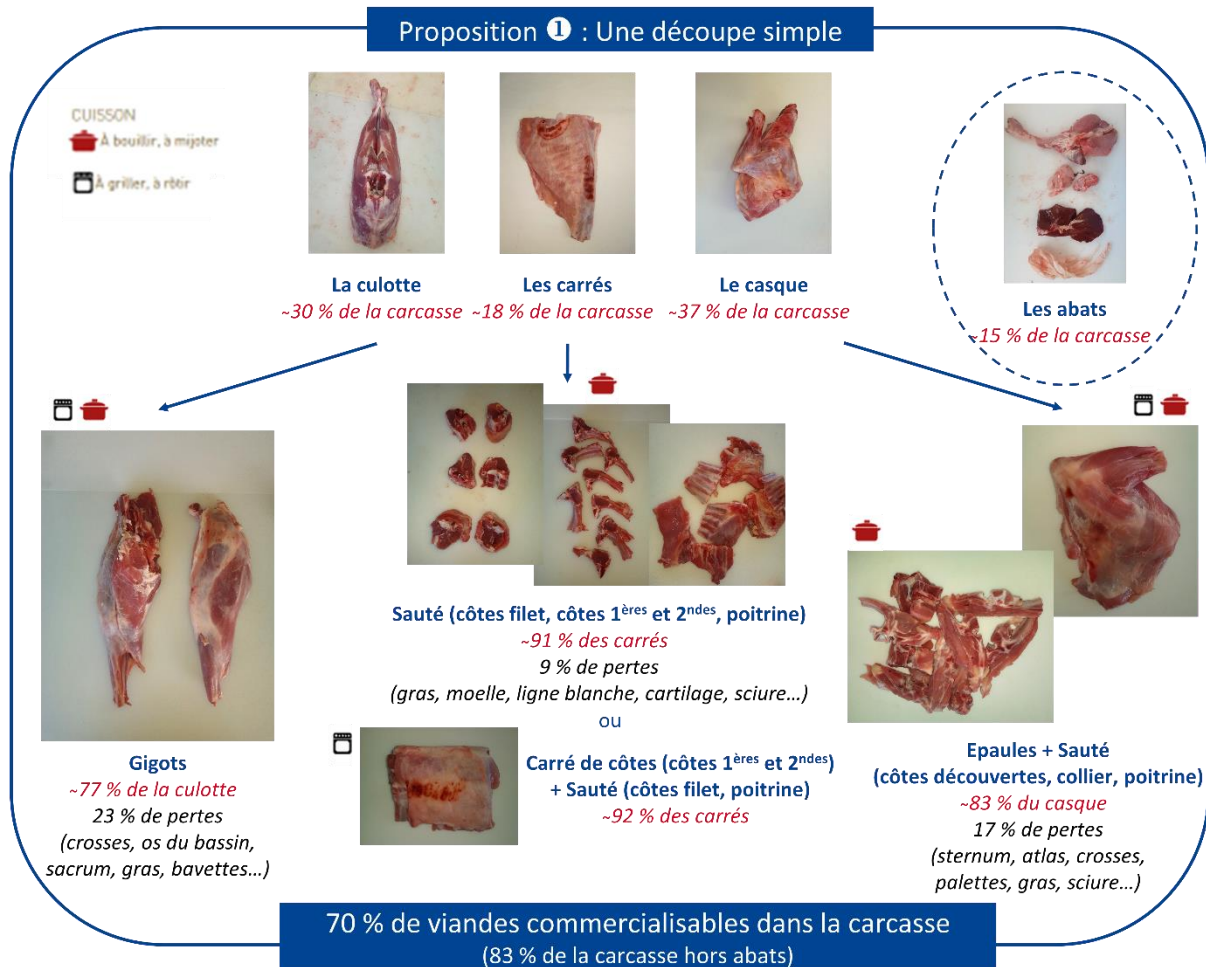 Proposition ❶ : Une découpe simple
CUISSON
À bouillir, à mijoter
À griller, à rôtir
La culotte
~30 % de la carcasse
Les carrés
~18 % de la carcasse
Le casque
~37 % de la carcasse
Les abats
~15 % de la carcasse
Gigots
~77 % de la culotte
23 % de pertes
(crosses, os du bassin,
sacrum, gras, bavettes…)
Sauté (côtes filet, côtes 1ères et 2ndes, poitrine)
~91 % des carrés
9 % de pertes
(gras, moelle, ligne blanche, cartilage, sciure…)
ou
Carré de côtes (côtes 1ères et 2ndes)
+ Sauté (côtes filet, poitrine)
~92 % des carrés
Epaules + Sauté
(côtes découvertes, collier, poitrine)
~83 % du casque
17 % de pertes
(sternum, atlas, crosses,
palettes, gras, sciure…)
70 % de viandes commercialisables dans la carcasse
(83 % de la carcasse hors abats)